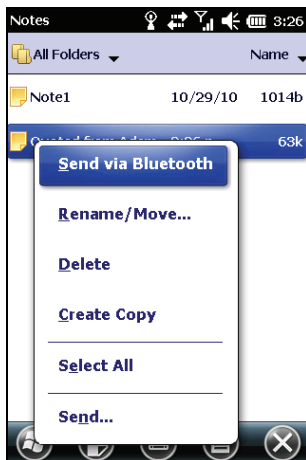 Notes 3:26
All Folders Name
Note1 10/29/10 1014b
63k
Send via Bluetooth
Rename/Move...
Delete
Create Copy
Select All
Send...